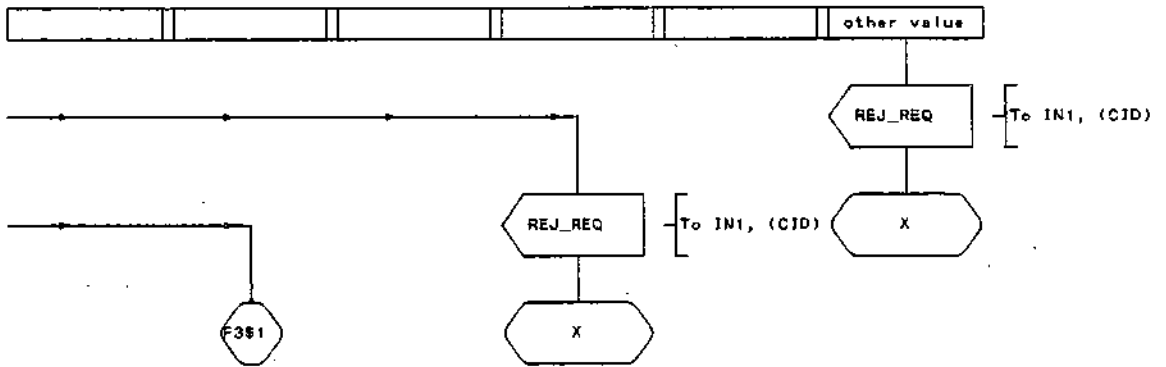 other value
REJ_REQ
To IN1, (CID)
REJ_REQ
To IN1, (CID)
X
F3$1
X